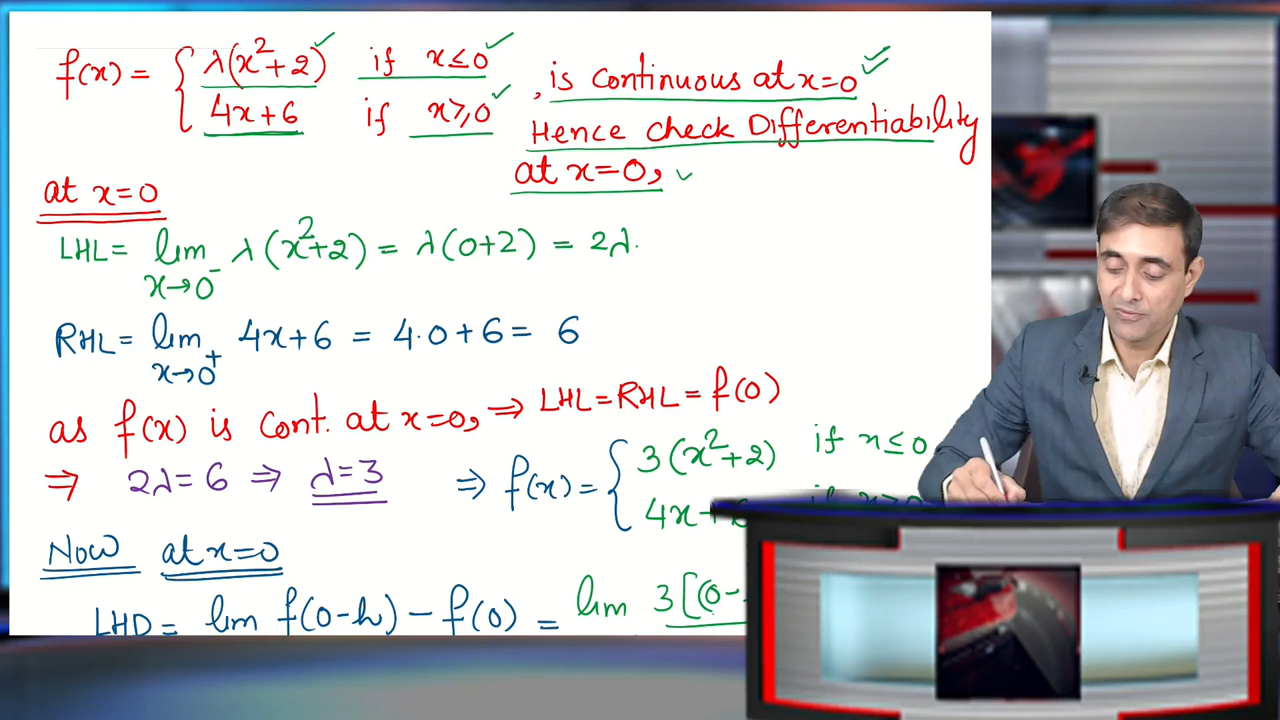 f(x) = { λ(x²+2) if x≤0
4x+6 if x≥0 , is continuous at x=0
Hence check Differentiability
at x=0,
at x=0
LHL = lim x→0⁻ λ(x²+2) = λ(0+2) = 2λ.
RHL = lim x→0⁺ 4x+6 = 4·0+6 = 6
as f(x) is cont. at x=0, ⇒ LHL=RHL=f(0)
⇒ 2λ=6 ⇒ λ=3 ⇒ f(x) = { 3(x²+2) if x≤0
4x+
Now at x=0
LHD = lim f(0-h) - f(0) = lim 3[(0-